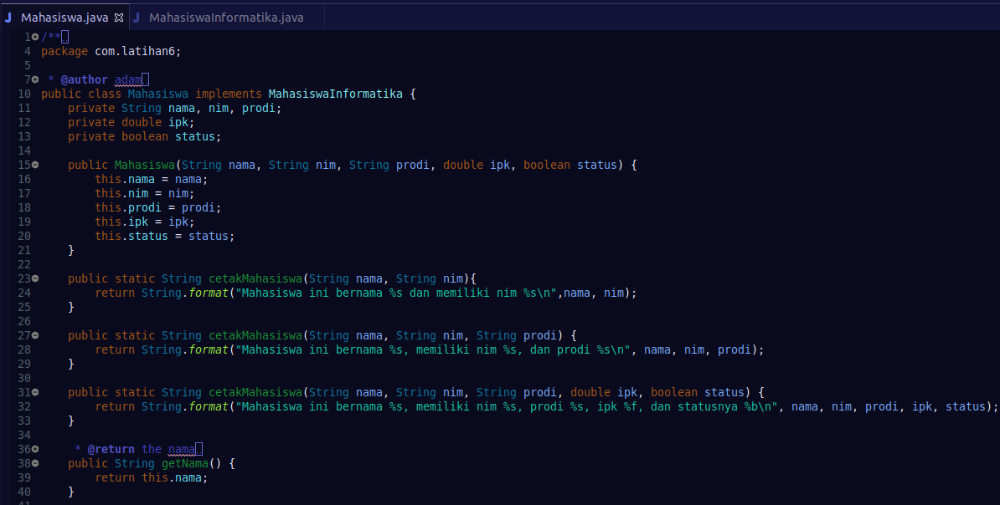 Mahasiswa.java MahasiswaInformatika.java
1 /**
4 package com.latihan6;
5
7 * @author adam
10 public class Mahasiswa implements MahasiswaInformatika {
11     private String nama, nim, prodi;
12     private double ipk;
13     private boolean status;
14
15     public Mahasiswa(String nama, String nim, String prodi, double ipk, boolean status) {
16         this.nama = nama;
17         this.nim = nim;
18         this.prodi = prodi;
19         this.ipk = ipk;
20         this.status = status;
21     }
22
23     public static String cetakMahasiswa(String nama, String nim){
24         return String.format("Mahasiswa ini bernama %s dan memiliki nim %s\n",nama, nim);
25     }
26
27     public static String cetakMahasiswa(String nama, String nim, String prodi) {
28         return String.format("Mahasiswa ini bernama %s, memiliki nim %s, dan prodi %s\n", nama, nim, prodi);
29     }
30
31     public static String cetakMahasiswa(String nama, String nim, String prodi, double ipk, boolean status) {
32         return String.format("Mahasiswa ini bernama %s, memiliki nim %s, prodi %s, ipk %f, dan statusnya %b\n", nama, nim, prodi, ipk, status);
33     }
34
36      * @return the nama
38     public String getNama() {
39         return this.nama;
40     }
41